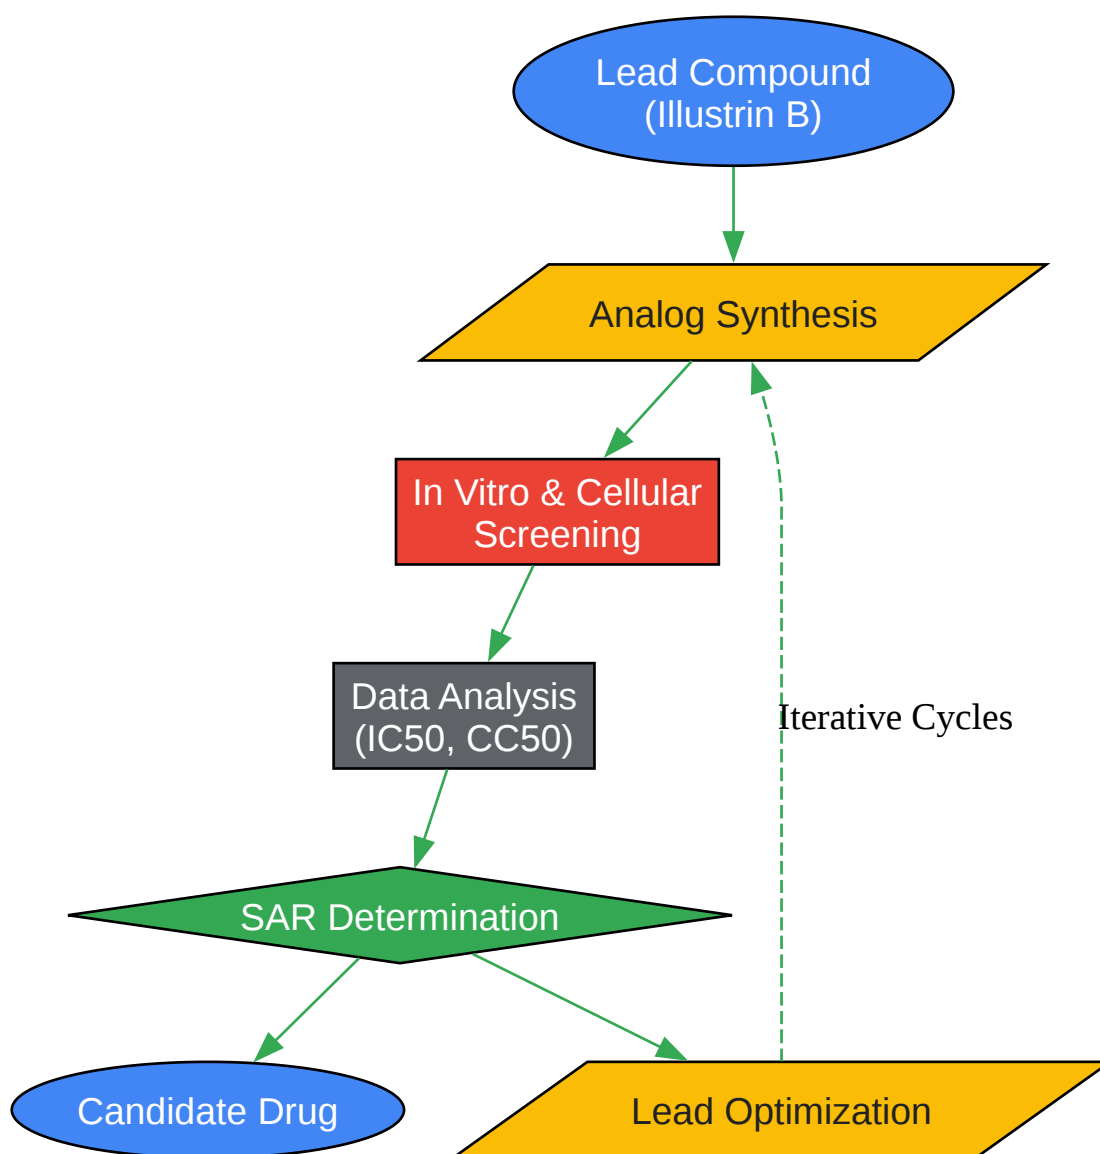 Lead Compound
(Illustrin B)
Analog Synthesis
In Vitro & Cellular
Screening
Data Analysis
(IC50, CC50)
Iterative Cycles
SAR Determination
Candidate Drug
Lead Optimization